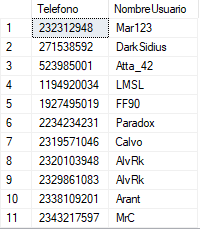 Telefono NombreUsuario
1 232312948 Mar123
2 271538592 DarkSidius
3 523985001 Atta_42
4 1194920034 LMSL
5 1927495019 FF90
6 2234234231 Paradox
7 2319571046 Calvo
8 2320103948 AlvRk
9 2329861083 AlvRk
10 2338109201 Arant
11 2343217597 MrC